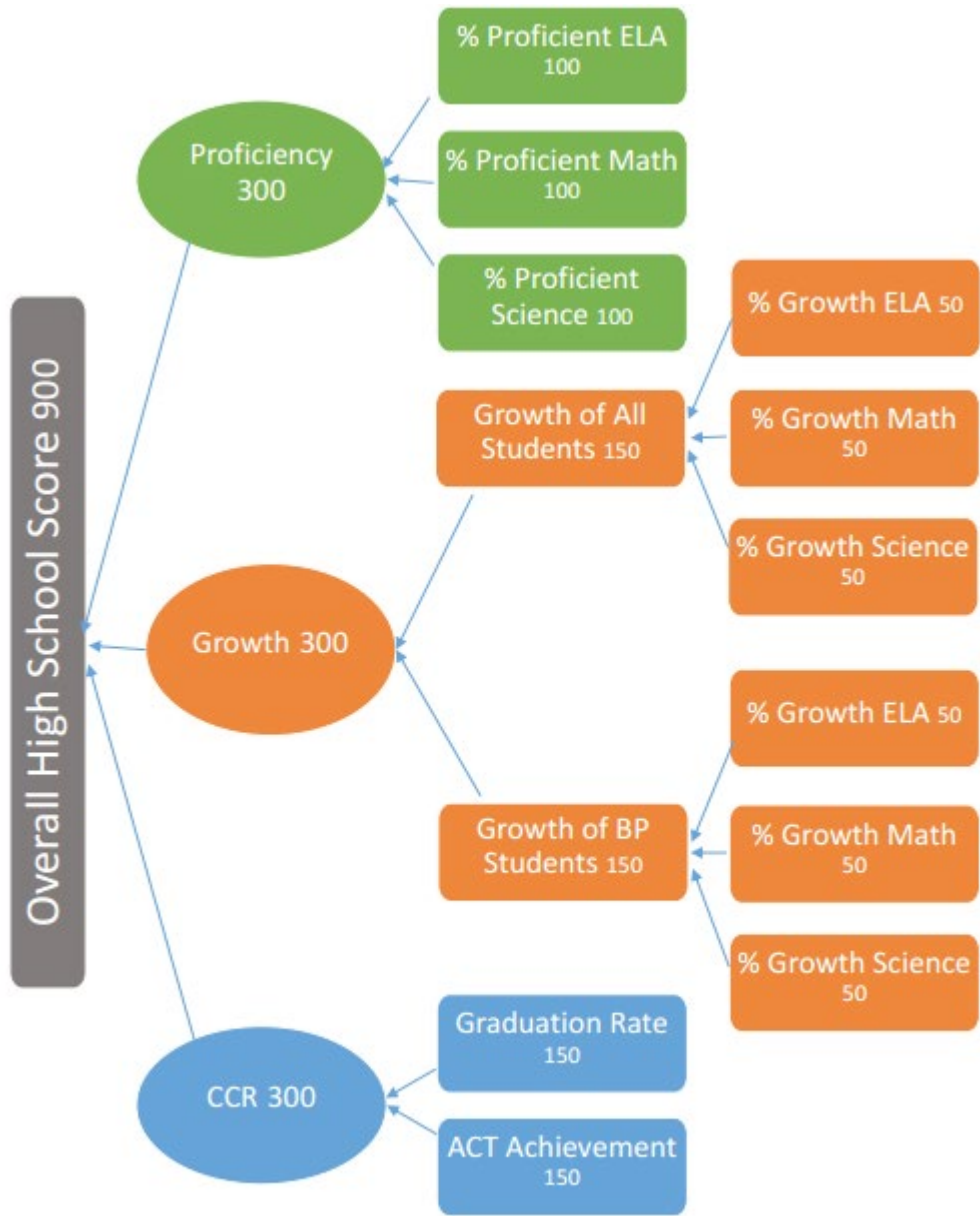 Overall High School Score 900
Proficiency
300
% Proficient ELA
100
% Proficient Math
100
% Proficient
Science 100
Growth 300
Growth of All
Students 150
% Growth ELA 50
% Growth Math
50
% Growth Science
50
Growth of BP
Students 150
% Growth ELA 50
% Growth Math
50
% Growth Science
50
CCR 300
Graduation Rate
150
ACT Achievement
150